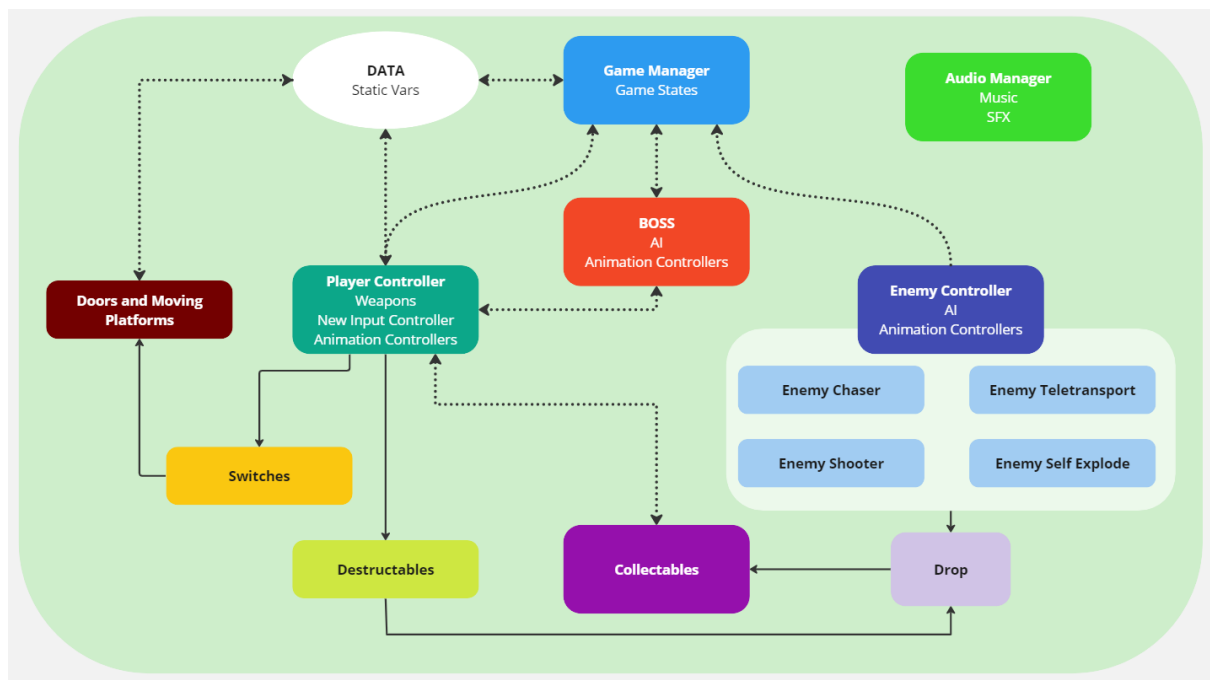 DATA
Static Vars
Game Manager
Game States
Audio Manager
Music
SFX
BOSS
AI
Animation Controllers
Doors and Moving
Platforms
Player Controller
Weapons
New Input Controller
Animation Controllers
Enemy Controller
AI
Animation Controllers
Enemy Chaser
Enemy Teletransport
Enemy Shooter
Enemy Self Explode
Switches
Destructables
Collectables
Drop